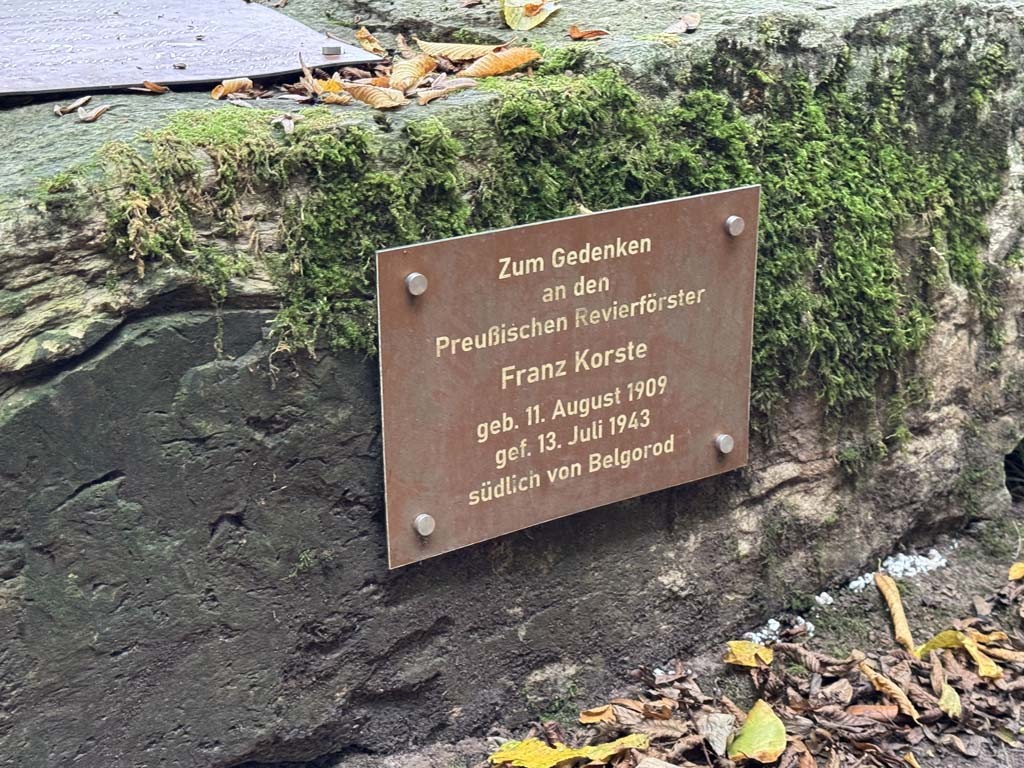 Zum Gedenken
an den
Preußischen Revierförster
Franz Korste
geb. 11. August 1909
gef. 13. Juli 1943
südlich von Belgorod